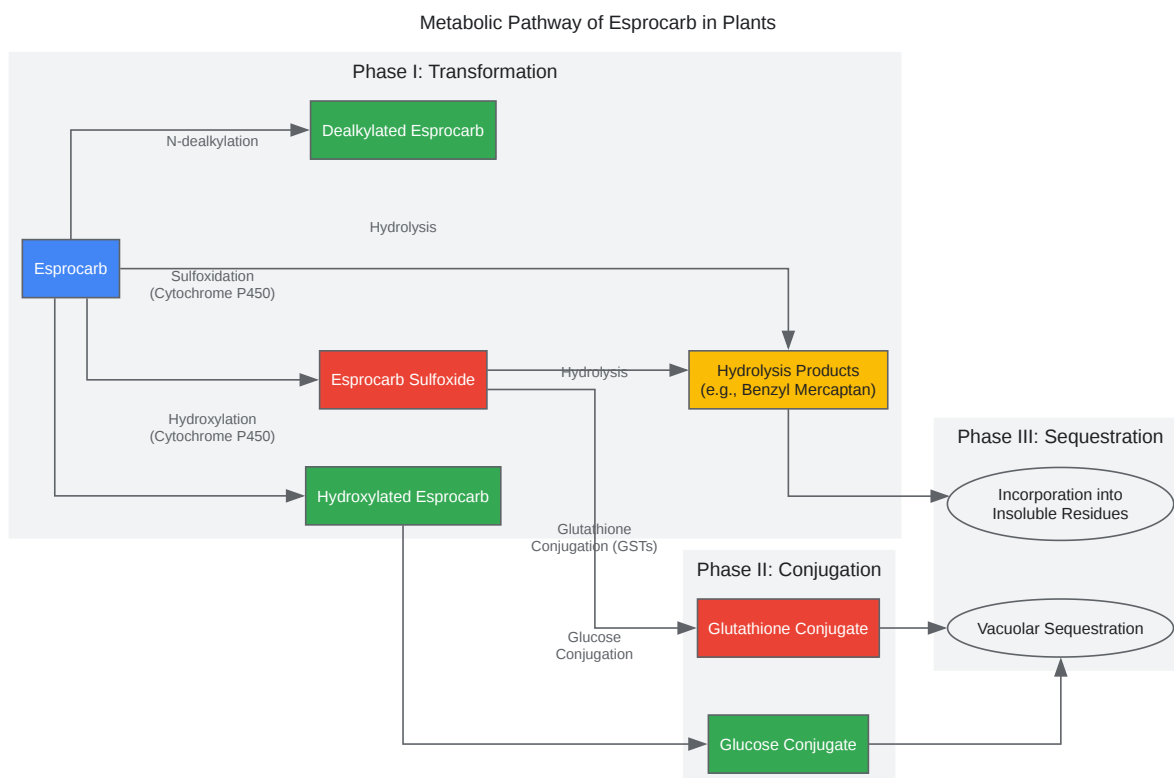 Metabolic Pathway of Esprocarb in Plants
Phase I: Transformation
Dealkylated Esprocarb
N-dealkylation
Hydrolysis
Esprocarb
Sulfoxidation
(Cytochrome P450)
Esprocarb Sulfoxide
Hydrolysis
Hydrolysis Products
(e.g., Benzyl Mercaptan)
Hydroxylation
(Cytochrome P450)
Hydroxylated Esprocarb
Phase III: Sequestration
Incorporation into
Insoluble Residues
Glutathione
Conjugation (GSTs)
Phase II: Conjugation
Glutathione Conjugate
Vacuolar Sequestration
Glucose
Conjugation
Glucose Conjugate